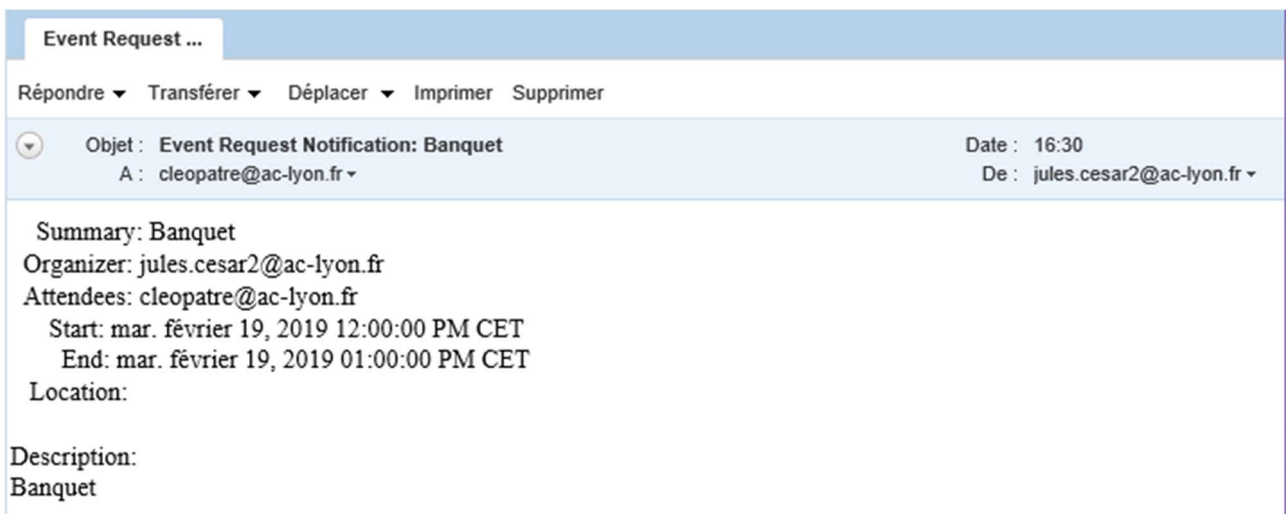 Event Request ...
Répondre Transférer Déplacer Imprimer Supprimer
Objet : Event Request Notification: Banquet Date : 16:30
A : cleopatre@ac-lyon.fr De : jules.cesar2@ac-lyon.fr
Summary: Banquet
Organizer: jules.cesar2@ac-lyon.fr
Attendees: cleopatre@ac-lyon.fr
Start: mar. février 19, 2019 12:00:00 PM CET
End: mar. février 19, 2019 01:00:00 PM CET
Location:
Description:
Banquet